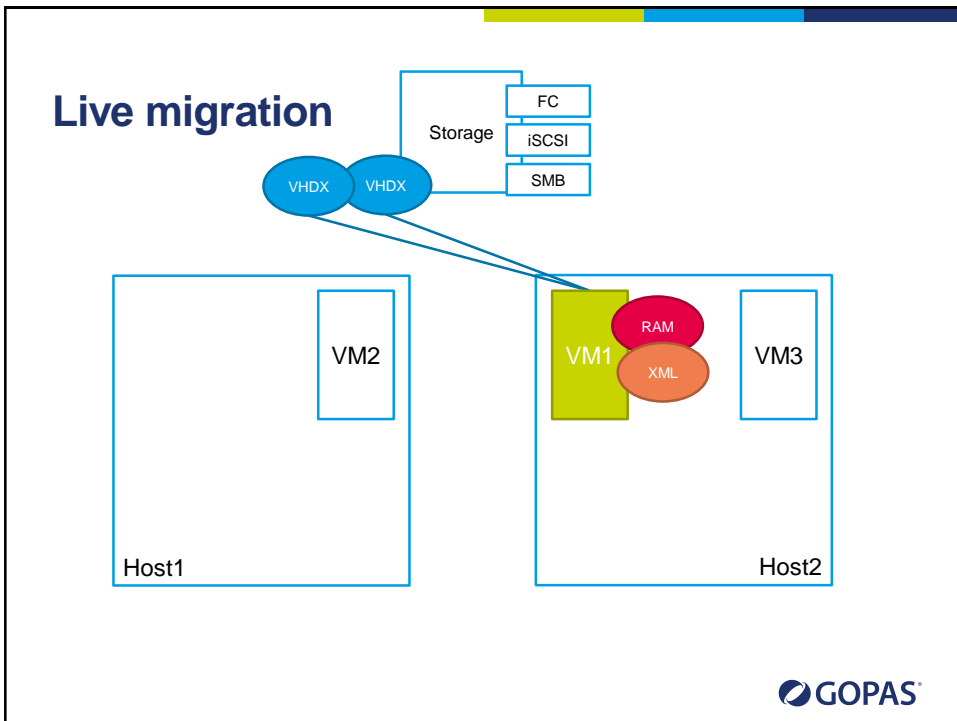 Live migration
Storage
FC
iSCSI
SMB
VHDX
VHDX
VM2
VM1
RAM
XML
VM3
Host1
Host2
GOPAS